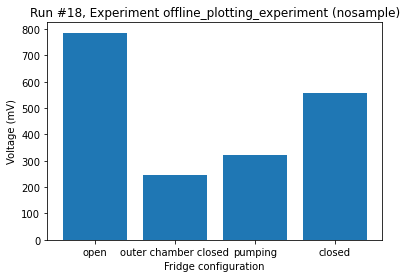 Run #18, Experiment offline_plotting_experiment (nosample)
800
700
600
500
400
300
200
100
0
Voltage (mV)
open outer chamber closed pumping closed
Fridge configuration